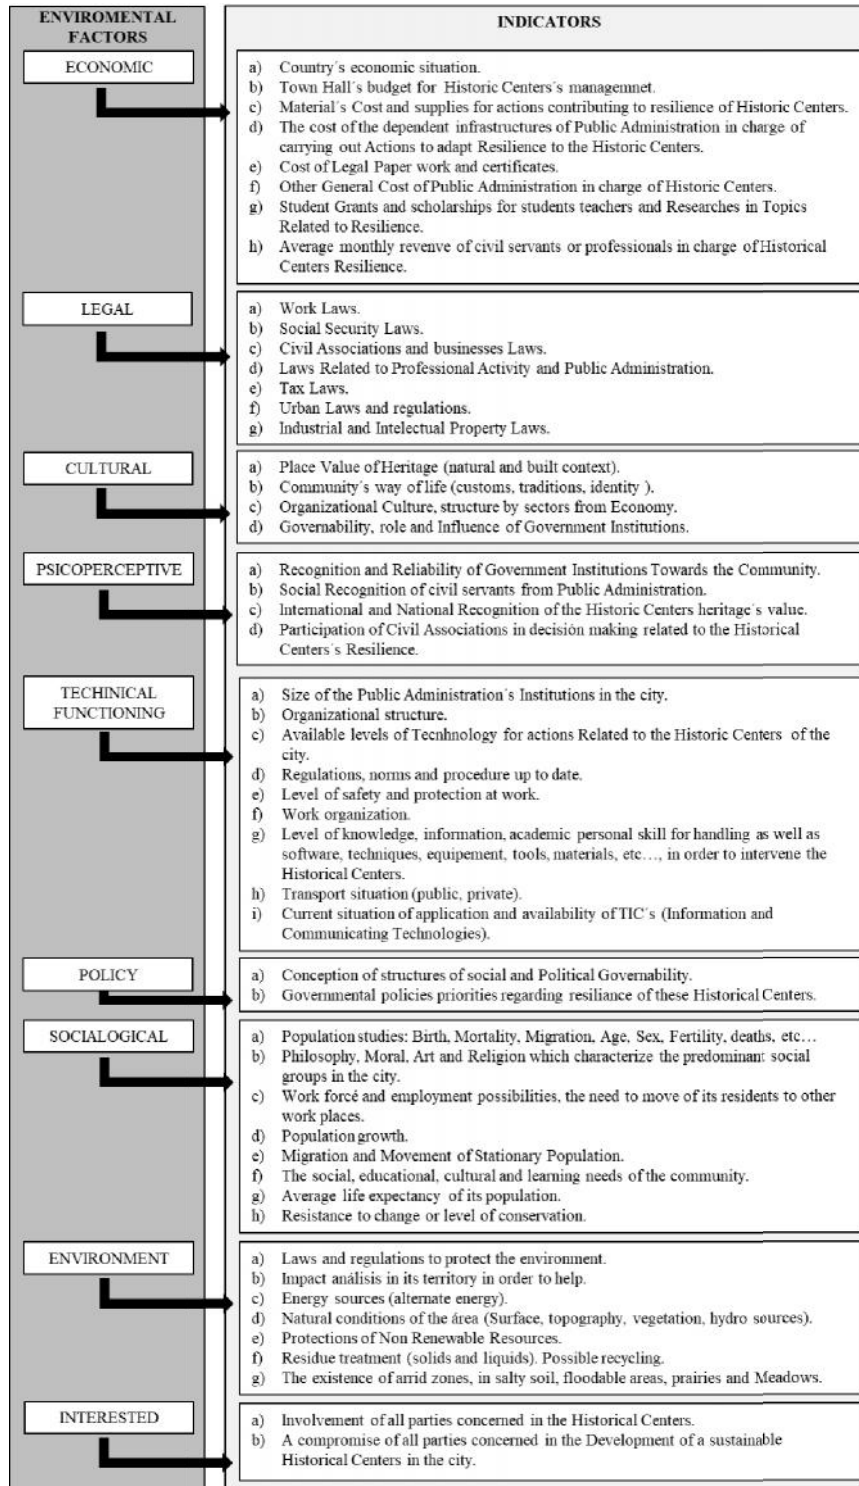 ENVIROMENTAL
FACTORS
INDICATORS
ECONOMIC
a) Country´s economic situation.
b) Town Hall´s budget for Historic Centers´s managemnet.
c) Material´s Cost and supplies for actions contributing to resilience of Historic Centers.
d) The cost of the dependent infrastructures of Public Administration in charge of
carrying out Actions to adapt Resilience to the Historic Centers.
e) Cost of Legal Paper work and certificates.
f) Other General Cost of Public Administration in charge of Historic Centers.
g) Student Grants and scholarships for students teachers and Researches in Topics
Related to Resilience.
h) Average monthly revenve of civil servants or professionals in charge of Historical
Centers Resilience.
LEGAL
a) Work Laws.
b) Social Security Laws.
c) Civil Associations and businesses Laws.
d) Laws Related to Professional Activity and Public Administration.
e) Tax Laws.
f) Urban Laws and regulations.
g) Industrial and Intelectual Property Laws.
CULTURAL
a) Place Value of Heritage (natural and built context).
b) Community´s way of life (customs, traditions, identity ).
c) Organizational Culture, structure by sectors from Economy.
d) Governability, role and Influence of Government Institutions.
PSICOPERCEPTIVE
a) Recognition and Reliability of Government Institutions Towards the Community.
b) Social Recognition of civil servants from Public Administration.
c) International and National Recognition of the Historic Centers heritage´s value.
d) Participation of Civil Associations in decisión making related to the Historical
Centers´s Resilience.
TECHINICAL
FUNCTIONING
a) Size of the Public Administration´s Institutions in the city.
b) Organizational structure.
c) Available levels of Tecnhnology for actions Related to the Historic Centers of the
city.
d) Regulations, norms and procedure up to date.
e) Level of safety and protection at work.
f) Work organization.
g) Level of knowledge, information, academic personal skill for handling as well as
software, techniques, equipement, tools, materials, etc…, in order to intervene the
Historical Centers.
h) Transport situation (public, private).
i) Current situation of application and availability of TIC´s (Information and
Communicating Technologies).
POLICY
a) Conception of structures of social and Political Governability.
b) Governmental policies priorities regarding resiliance of these Historical Centers.
SOCIALOGICAL
a) Population studies: Birth, Mortality, Migration, Age, Sex, Fertility, deaths, etc…
b) Philosophy, Moral, Art and Religion which characterize the predominant social
groups in the city.
c) Work forcé and employment possibilities, the need to move of its residents to other
work places.
d) Population growth.
e) Migration and Movement of Stationary Population.
f) The social, educational, cultural and learning needs of the community.
g) Average life expectancy of its population.
h) Resistance to change or level of conservation.
ENVIRONMENT
a) Laws and regulations to protect the environment.
b) Impact análisis in its territory in order to help.
c) Energy sources (alternate energy).
d) Natural conditions of the área (Surface, topography, vegetation, hydro sources).
e) Protections of Non Renewable Resources.
f) Residue treatment (solids and liquids). Possible recycling.
g) The existence of arrid zones, in salty soil, floodable areas, prairies and Meadows.
INTERESTED
a) Involvement of all parties concerned in the Historical Centers.
b) A compromise of all parties concerned in the Development of a sustainable
Historical Centers in the city.